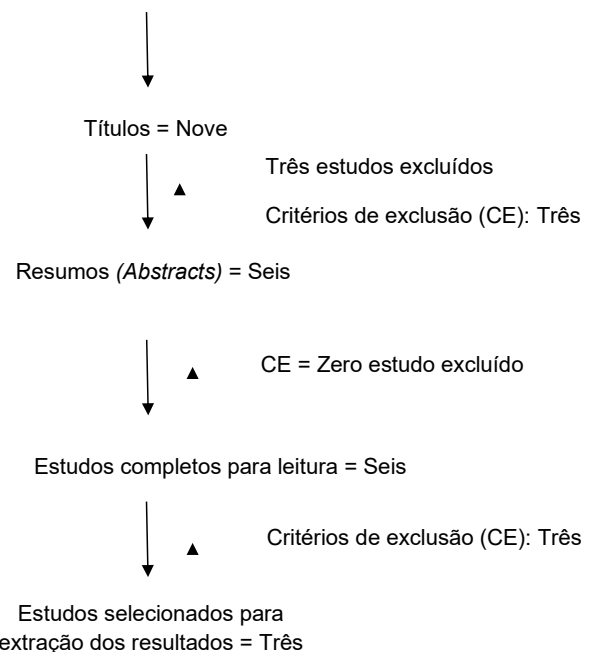 Títulos = Nove
Três estudos excluídos
Critérios de exclusão (CE): Três
Resumos (Abstracts) = Seis
CE = Zero estudo excluído
Estudos completos para leitura = Seis
Critérios de exclusão (CE): Três
Estudos selecionados para
extração dos resultados = Três